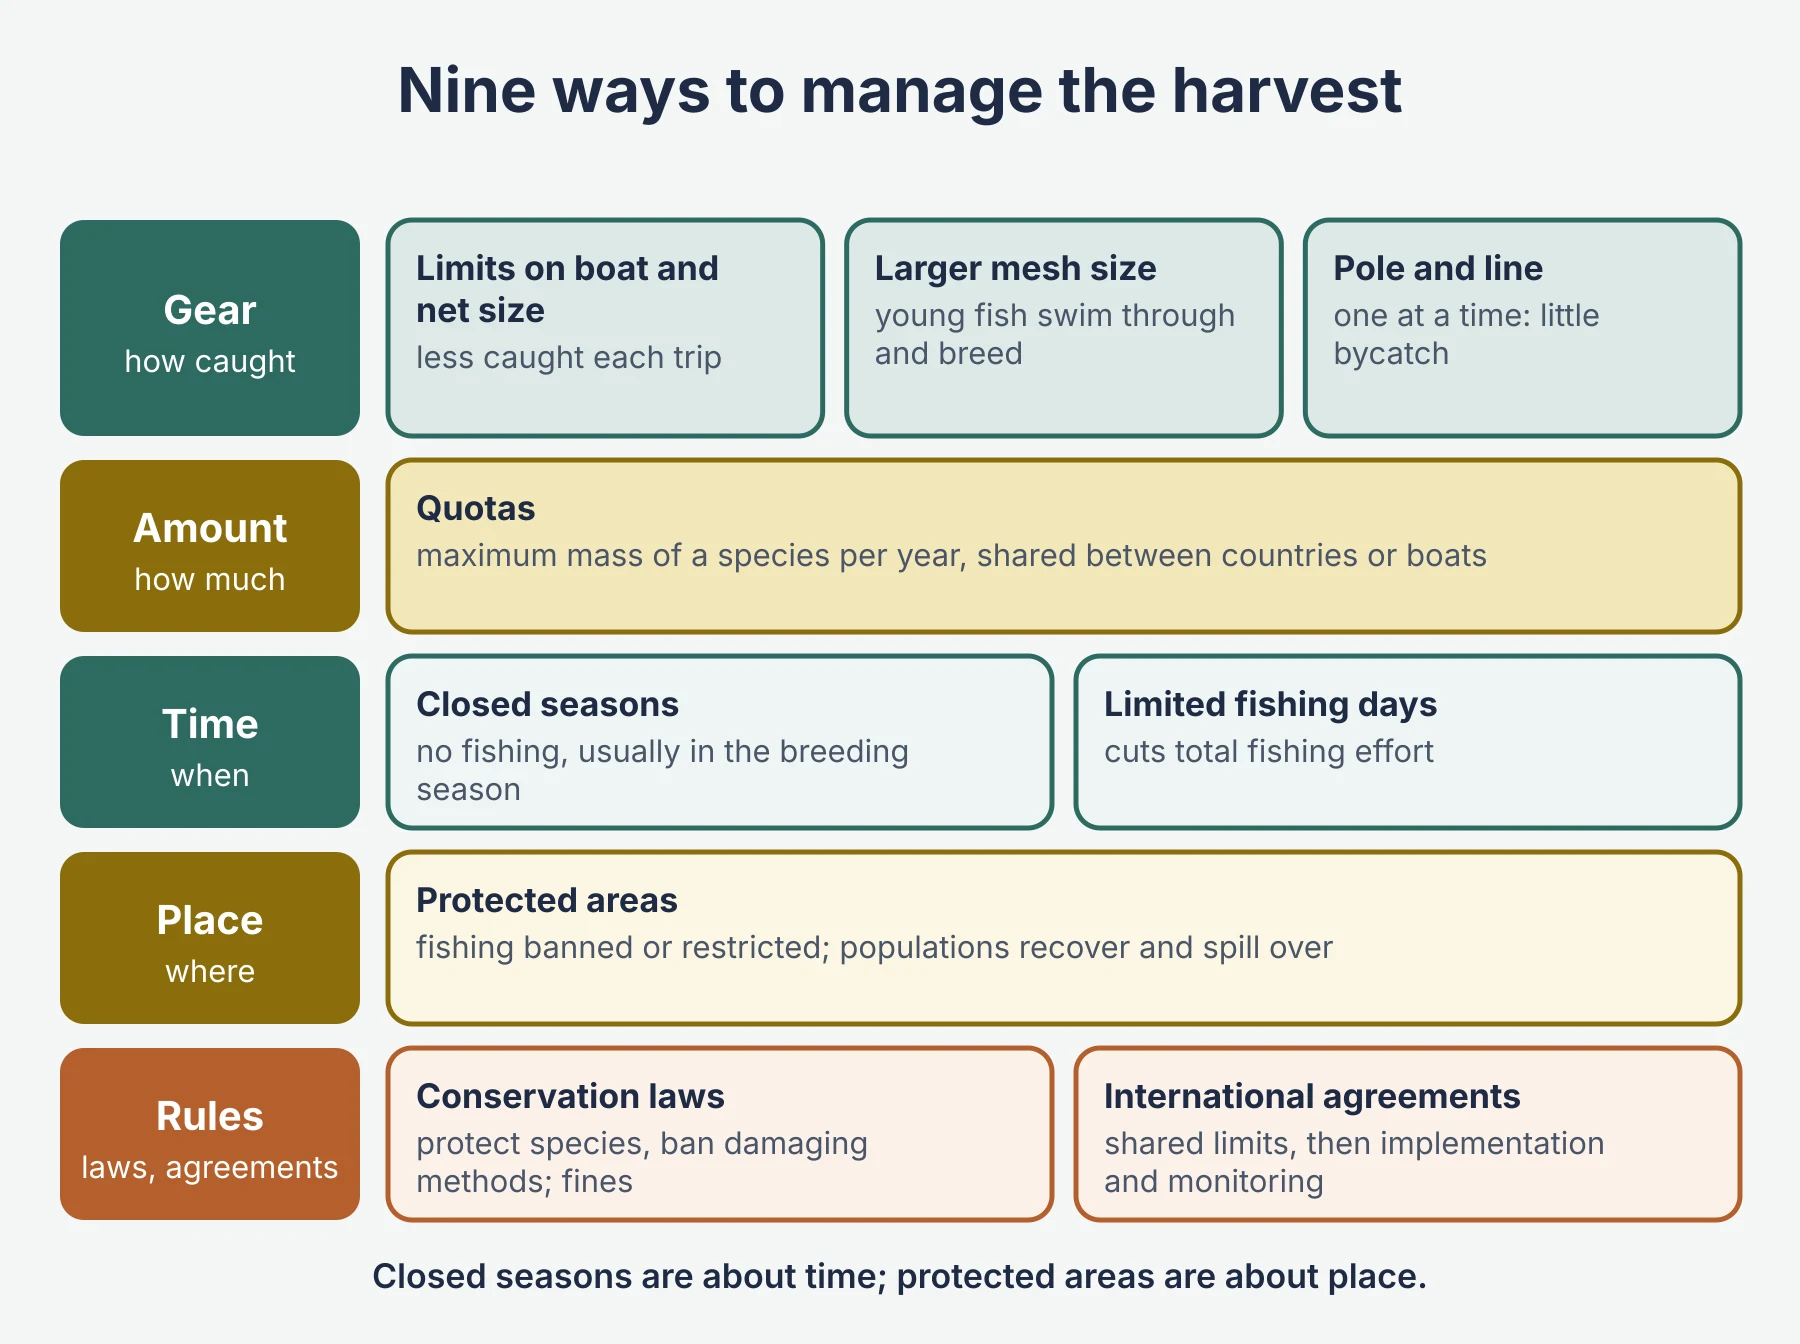 Nine ways to manage the harvest
Gear
how caught
Limits on boat and
net size
less caught each trip
Larger mesh size
young fish swim through
and breed
Pole and line
one at a time: little
bycatch
Amount
how much
Quotas
maximum mass of a species per year, shared between countries or boats
Time
when
Closed seasons
no fishing, usually in the breeding
season
Limited fishing days
cuts total fishing effort
Place
where
Protected areas
fishing banned or restricted; populations recover and spill over
Rules
laws, agreements
Conservation laws
protect species, ban damaging
methods; fines
International agreements
shared limits, then implementation
and monitoring
Closed seasons are about time; protected areas are about place.